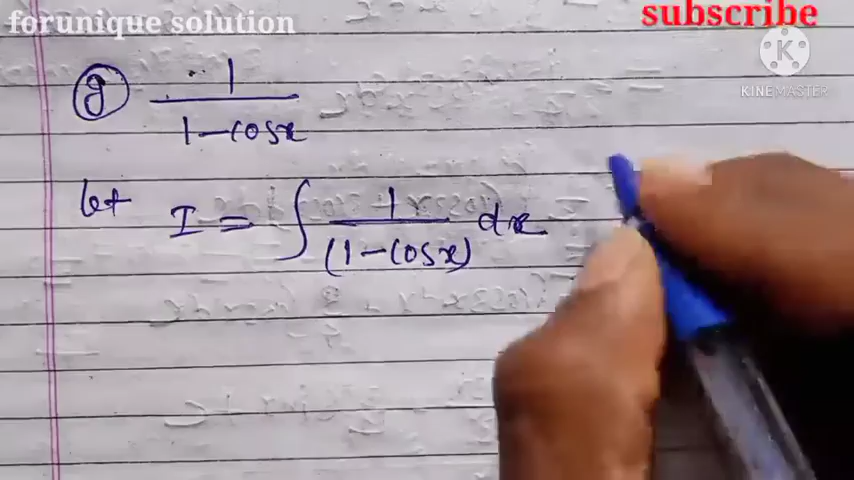 forunique solution
subscribe
K
KINEMASTER
g 1/(1-cosx)
let I = ∫ 1/(1-cosx) dx